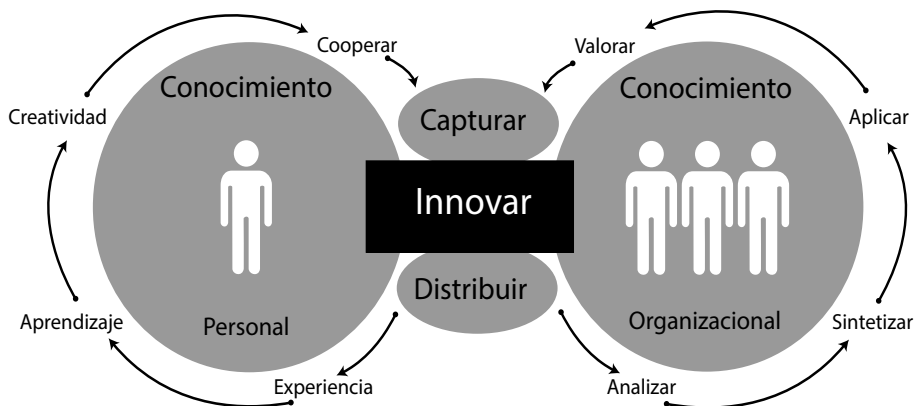 Cooperar
Valorar
Conocimiento
Conocimiento
Creatividad
Capturar
Aplicar
Innovar
Distribuir
Aprendizaje
Personal
Organizacional
Sintetizar
Experiencia
Analizar